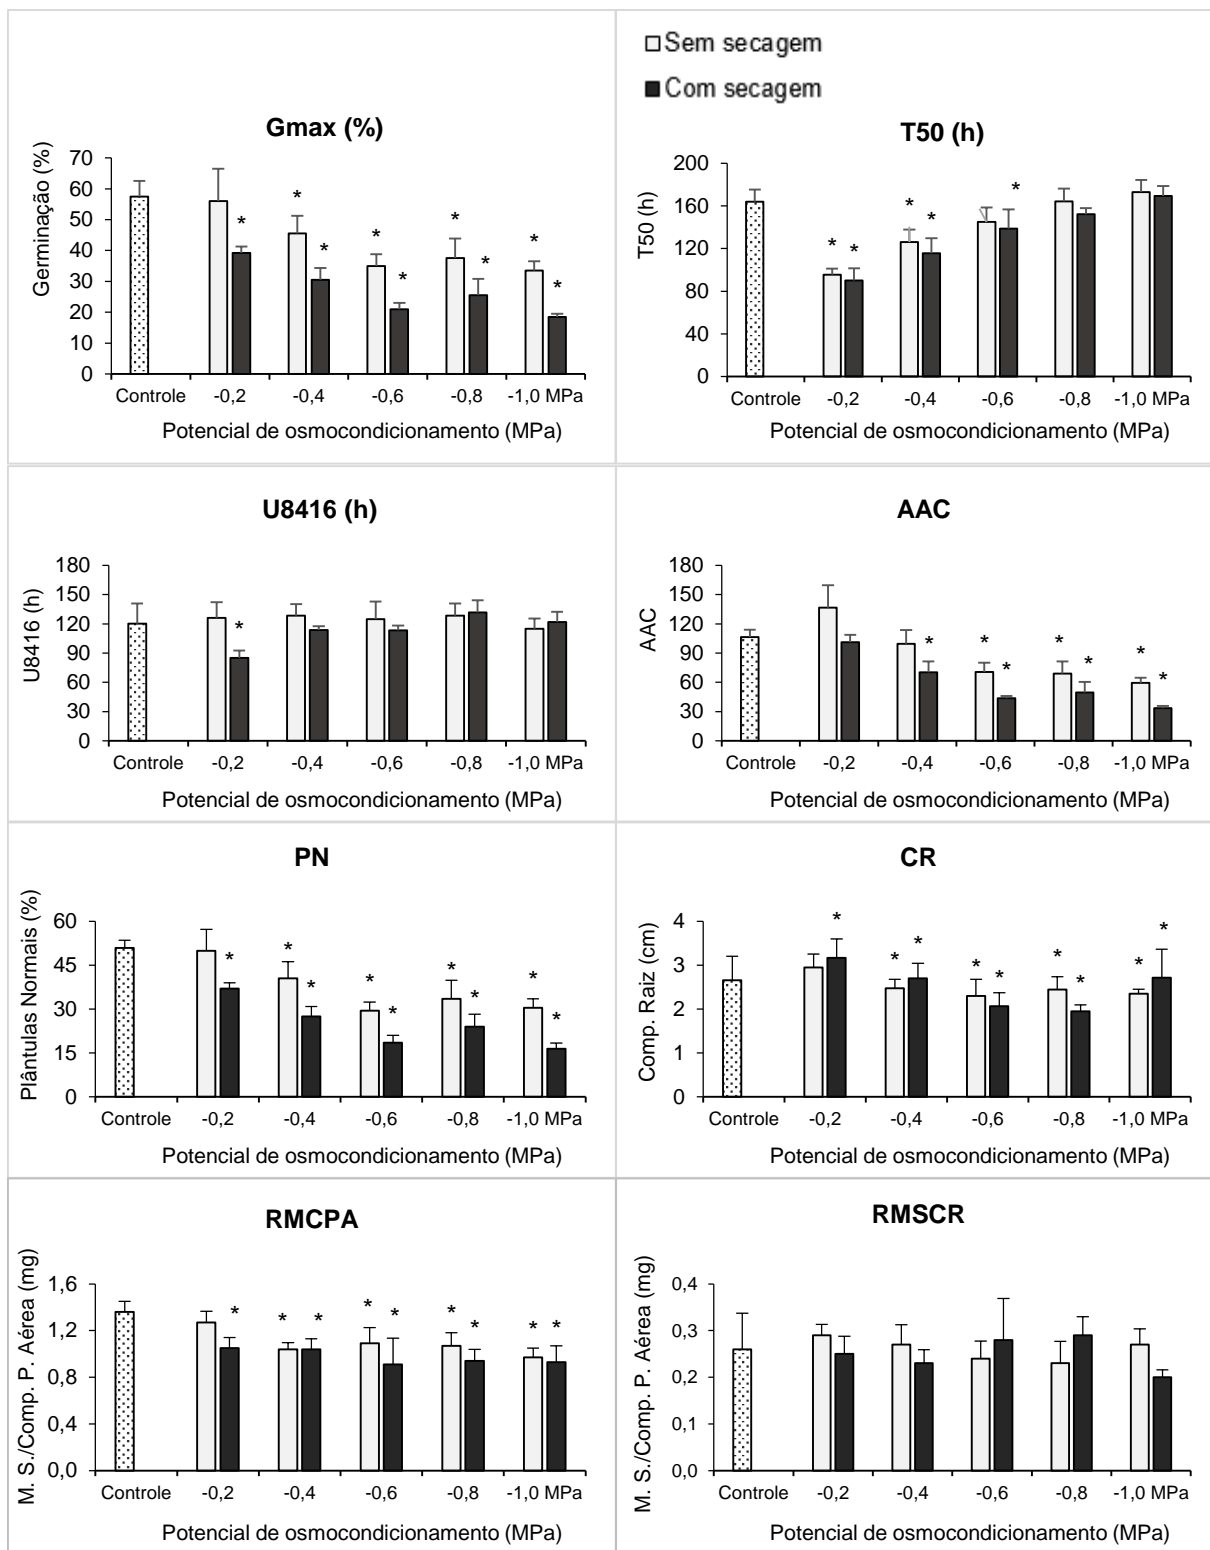 Sem secagem
Com secagem
Gmax (%)
Germinação (%)
70
60
50
40
30
20
10
0
* * * * * * * * *
Controle -0,2 -0,4 -0,6 -0,8 -1,0 MPa
Potencial de osmocondicionamento (MPa)
T50 (h)
T50 (h)
200
160
120
80
40
0
* * * * *
Controle -0,2 -0,4 -0,6 -0,8 -1,0 MPa
Potencial de osmocondicionamento (MPa)
U8416 (h)
U8416 (h)
180
150
120
90
60
30
0
*
Controle -0,2 -0,4 -0,6 -0,8 -1,0 MPa
Potencial de osmocondicionamento (MPa)
AAC
AAC
180
150
120
90
60
30
0
* * * * * * *
Controle -0,2 -0,4 -0,6 -0,8 -1,0 MPa
Potencial de osmocondicionamento (MPa)
PN
Plântulas Normais (%)
60
45
30
15
0
* * * * * * * * *
Controle -0,2 -0,4 -0,6 -0,8 -1,0 MPa
Potencial de osmocondicionamento (MPa)
CR
Comp. Raiz (cm)
4
3
2
1
0
* * * * * * * * *
Controle -0,2 -0,4 -0,6 -0,8 -1,0 MPa
Potencial de osmocondicionamento (MPa)
RMCPA
M. S./Comp. P. Aérea (mg)
1,6
1,2
0,8
0,4
0,0
* * * * * * * * *
Controle -0,2 -0,4 -0,6 -0,8 -1,0 MPa
Potencial de osmocondicionamento (MPa)
RMSCR
M. S./Comp. P. Aérea (mg)
0,4
0,3
0,2
0,1
0,0
Controle -0,2 -0,4 -0,6 -0,8 -1,0 MPa
Potencial de osmocondicionamento (MPa)